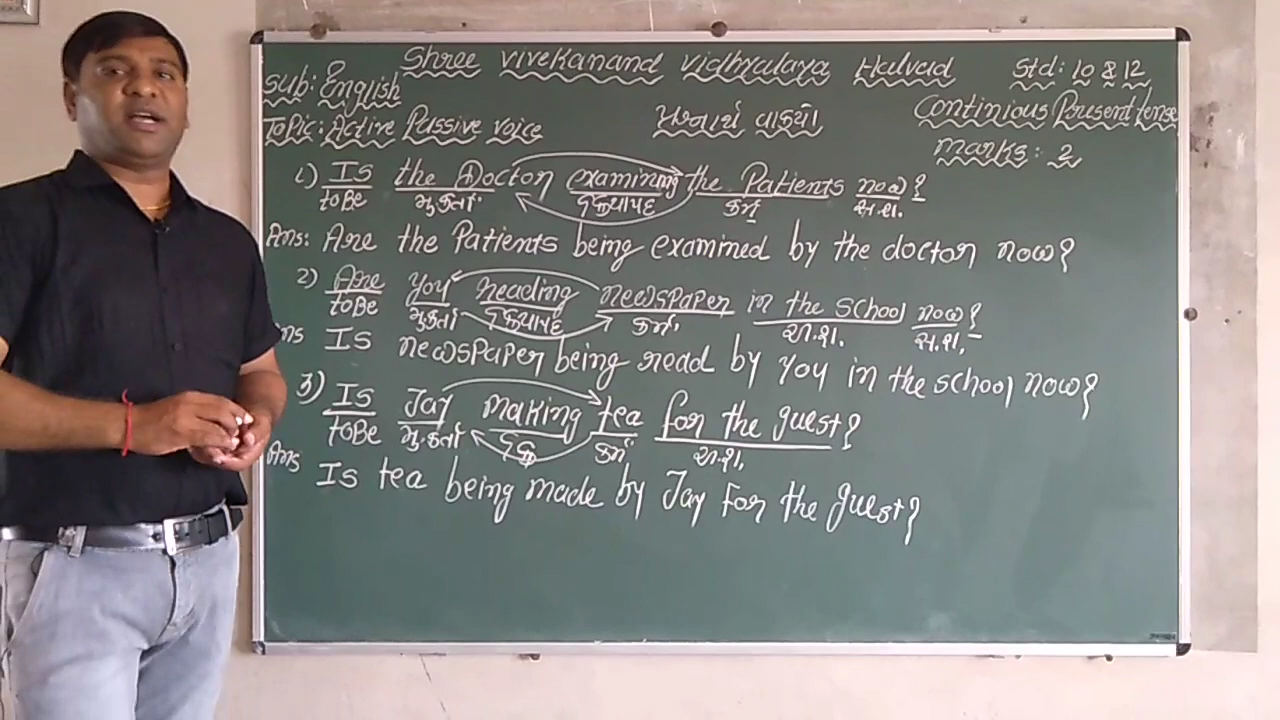 Shree Vivekanand Vidhyalaya Halvad
Std: 10 & 12
Sub: English
Continious Present tense
Topic: Active Passive voice
પ્રશ્નાર્થ વાક્યો
Marks: 2
1) Is the Doctor examining the Patients now?
toBe મુ.કર્તા ક્રિયાપદ કર્મ સ.શ.
Ans: Are the Patients being examined by the doctor now?
2) Are You reading newspaper in the school now?
toBe મુ.કર્તા ક્રિયાપદ કર્મ અ.શ. સ.શ.
Ans Is newspaper being read by you in the school now?
3) Is Jay making tea for the guest?
toBe મુ.કર્તા ક્રિ કર્મ અ.શ.
Ans Is tea being made by Jay for the guest?